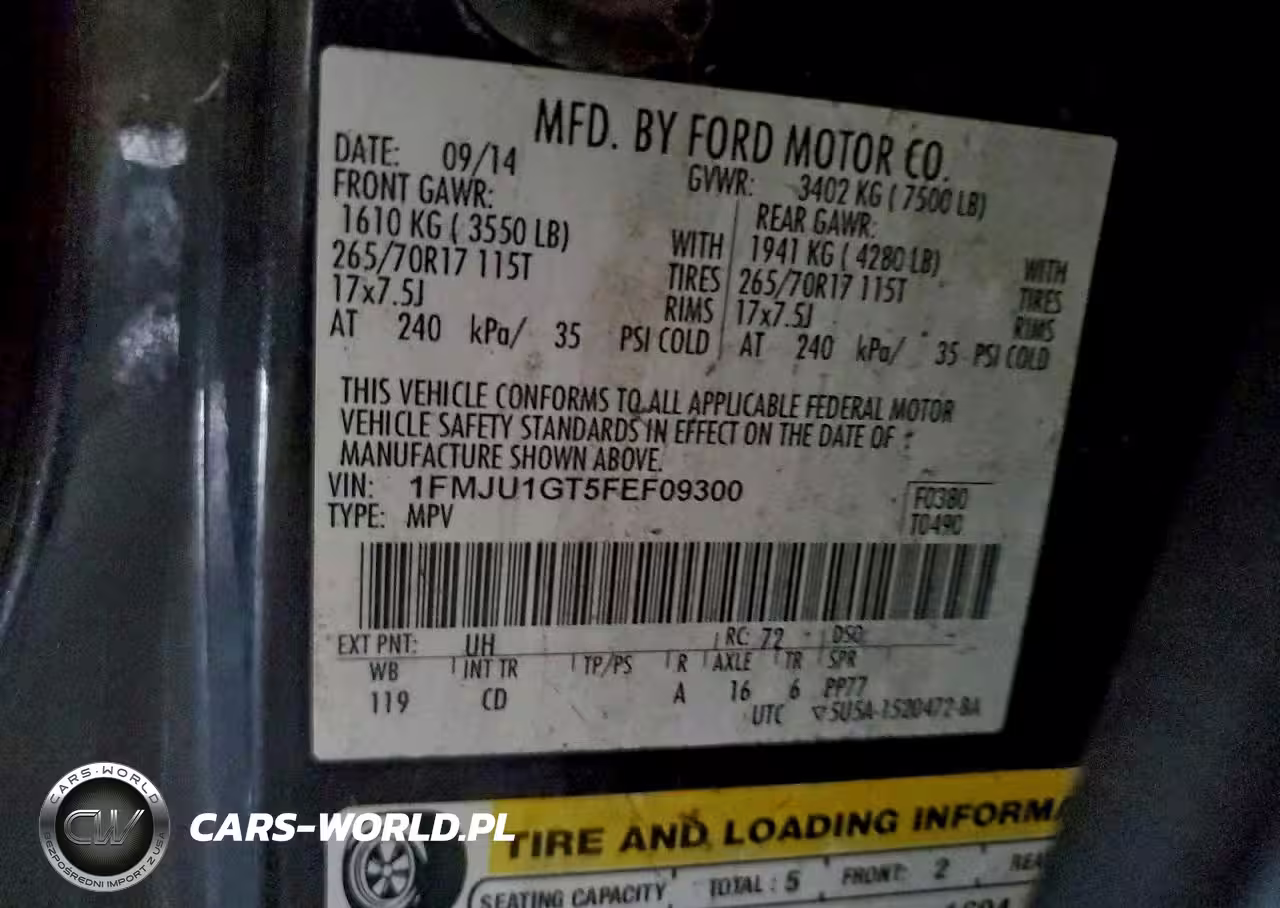 MFD. BY FORD MOTOR CO.
DATE: 09/14 GVWR: 3402 KG ( 7500 LB)
FRONT GAWR: REAR GAWR:
1610 KG ( 3550 LB) WITH 1941 KG ( 4280 LB) WITH
265/70R17 115T TIRES 265/70R17 115T TIRES
17x7.5J RIMS 17x7.5J RIMS
AT 240 kPa/ 35 PSI COLD AT 240 kPa/ 35 PSI COLD
THIS VEHICLE CONFORMS TO ALL APPLICABLE FEDERAL MOTOR
VEHICLE SAFETY STANDARDS IN EFFECT ON THE DATE OF
MANUFACTURE SHOWN ABOVE.
VIN: 1FMJU1GT5FEF09300 F0380
TYPE: MPV T0490
EXT PNT: UH RC: 72 DSO:
WB INT TR TP/PS R AXLE TR SPR
119 CD A 16 6 PP77
UTC 5U5A-1520472-BA
TIRE AND LOADING INFORMA
SEATING CAPACITY TOTAL : 5 FRONT: 2 REA
CARS-WORLD
CW
BEZPOŚREDNI IMPORT Z USA
CARS-WORLD.PL